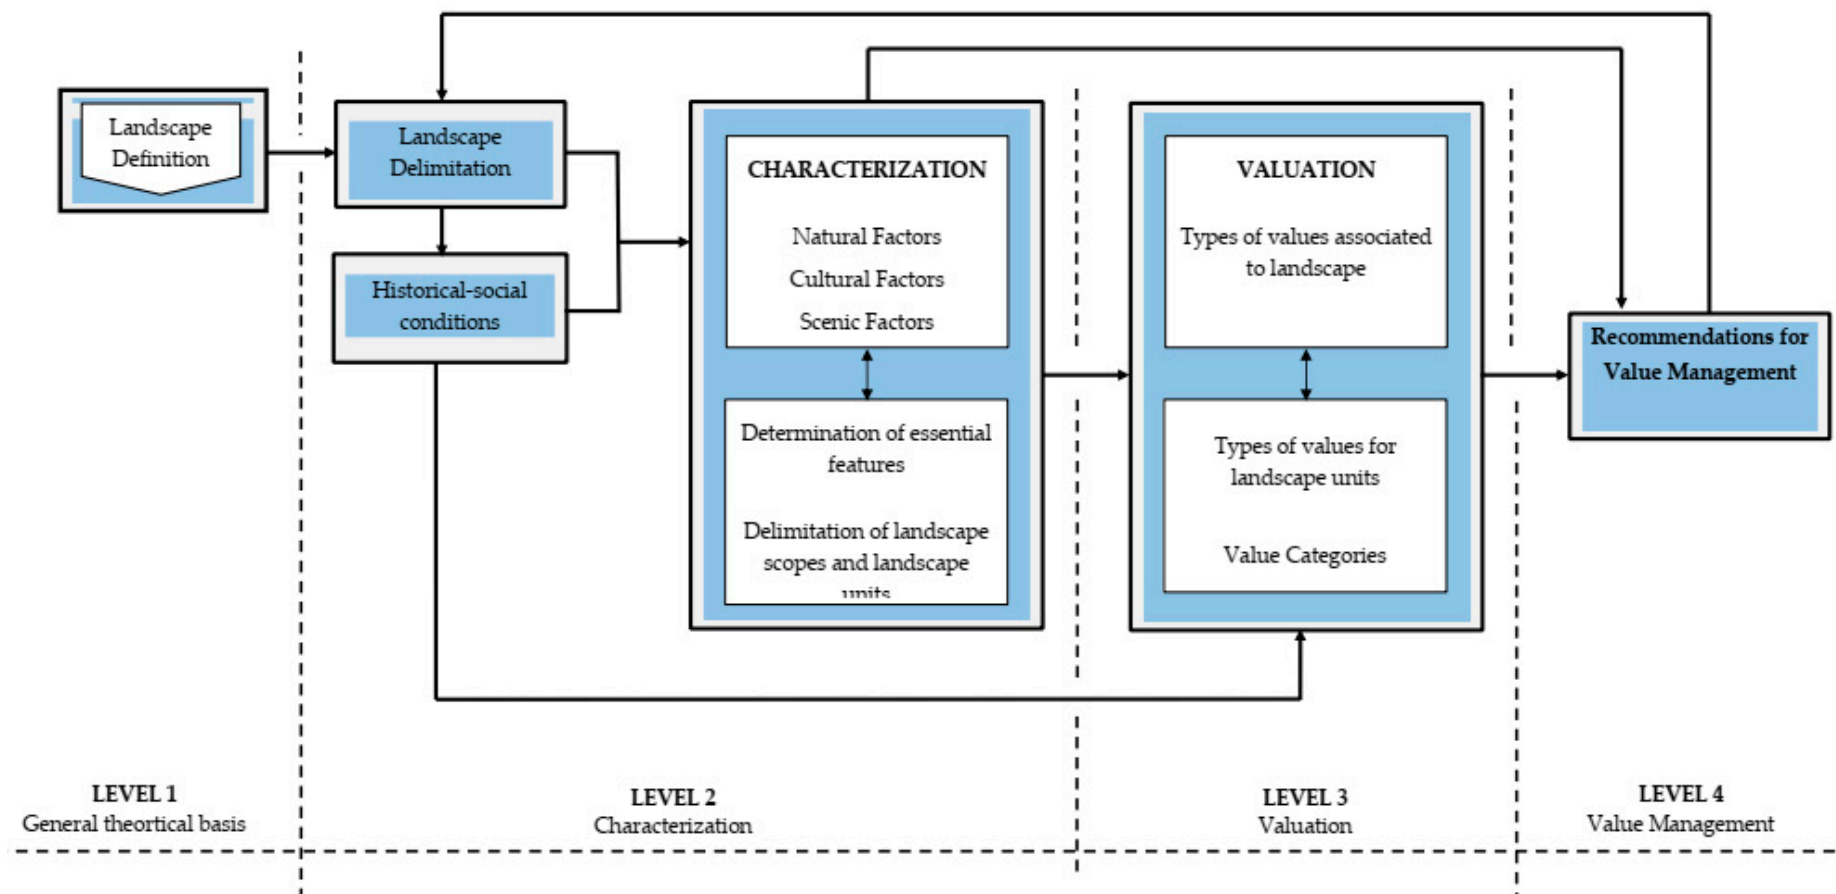 Landscape
Definition
Landscape
Delimitation
Historical-social
conditions
CHARACTERIZATION
Natural Factors
Cultural Factors
Scenic Factors
Determination of essential
features
Delimitation of landscape
scopes and landscape
units
VALUATION
Types of values associated
to landscape
Types of values for
landscape units
Value Categories
Recommendations for
Value Management
LEVEL 1
General theortical basis
LEVEL 2
Characterization
LEVEL 3
Valuation
LEVEL 4
Value Management